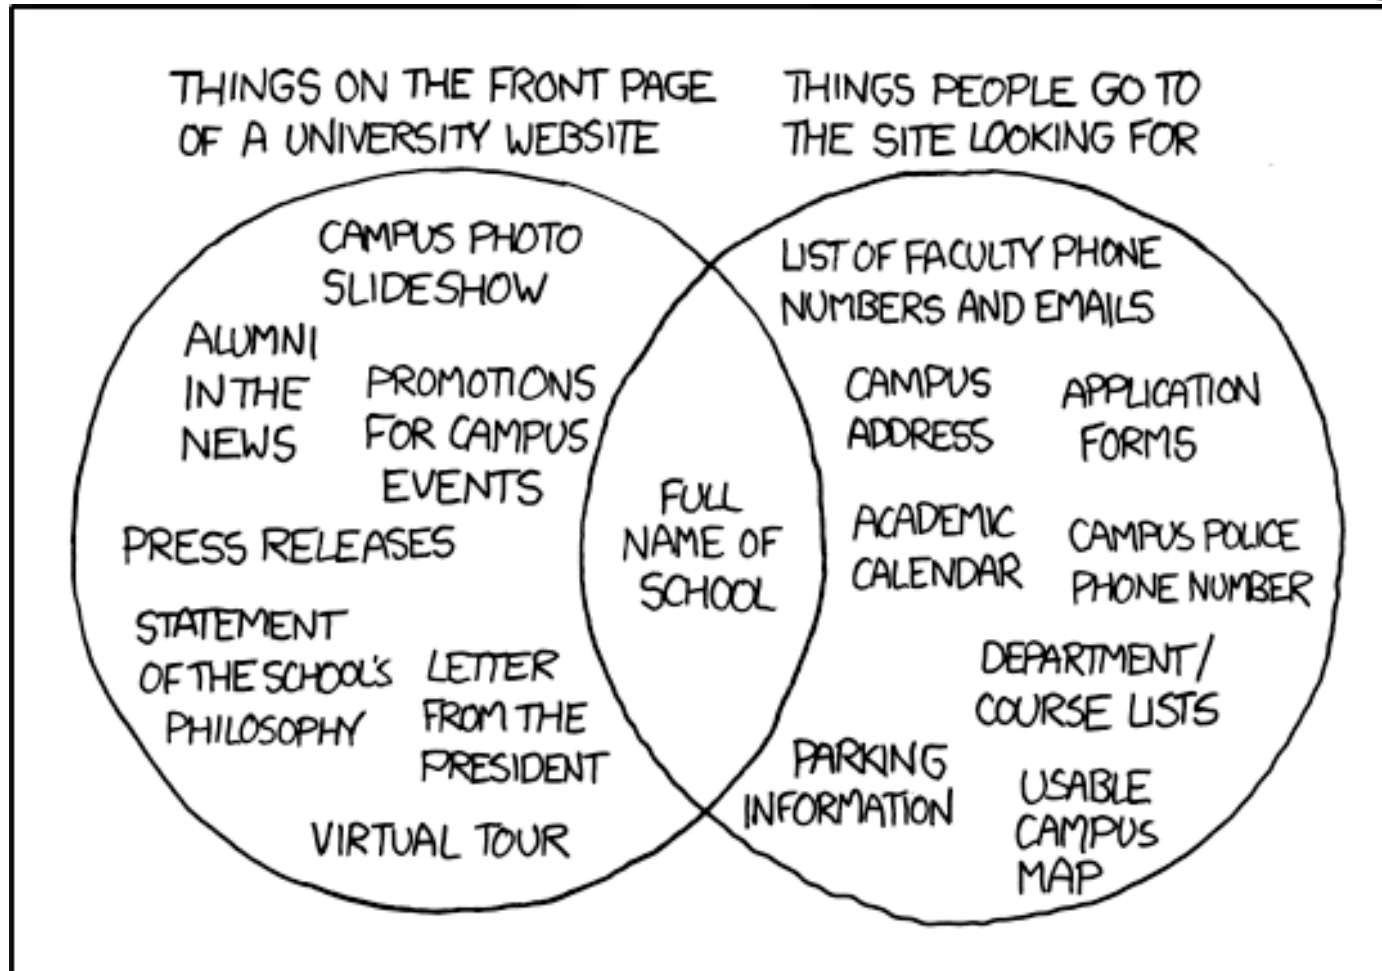 THINGS ON THE FRONT PAGE
OF A UNIVERSITY WEBSITE
THINGS PEOPLE GO TO
THE SITE LOOKING FOR
CAMPUS PHOTO
SLIDESHOW
ALUMNI
IN THE
NEWS
PROMOTIONS
FOR CAMPUS
EVENTS
PRESS RELEASES
STATEMENT
OF THE SCHOOL'S
PHILOSOPHY
LETTER
FROM THE
PRESIDENT
VIRTUAL TOUR
FULL
NAME OF
SCHOOL
LIST OF FACULTY PHONE
NUMBERS AND EMAILS
CAMPUS
ADDRESS
APPLICATION
FORMS
ACADEMIC
CALENDAR
CAMPUS POLICE
PHONE NUMBER
DEPARTMENT/
COURSE LISTS
PARKING
INFORMATION
USABLE
CAMPUS
MAP